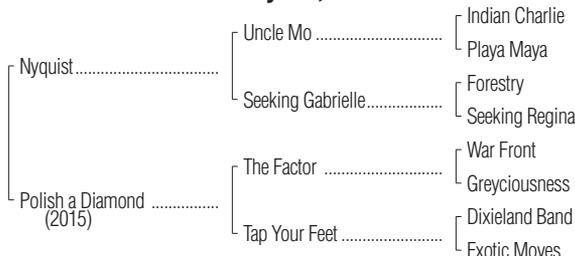 Indian Charlie
Uncle Mo ..........................
Playa Maya
Nyquist..............................
Forestry
Seeking Gabrielle................
Seeking Regina
War Front
The Factor ........................
Greyciousness
Polish a Diamond ..............
(2015)
Dixieland Band
Tap Your Feet .....................
Exotic Moves